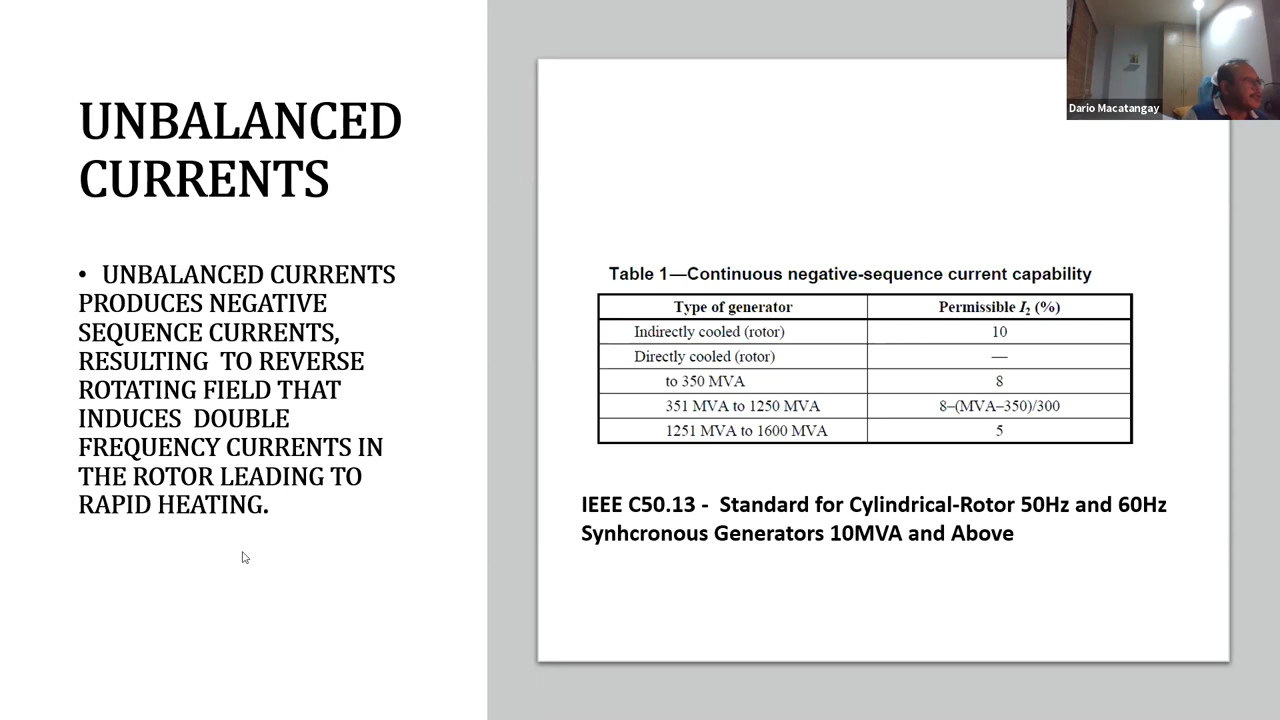 UNBALANCED
CURRENTS
• UNBALANCED CURRENTS
PRODUCES NEGATIVE
SEQUENCE CURRENTS,
RESULTING TO REVERSE
ROTATING FIELD THAT
INDUCES DOUBLE
FREQUENCY CURRENTS IN
THE ROTOR LEADING TO
RAPID HEATING.
Dario Macatangay
Table 1—Continuous negative-sequence current capability
Type of generator Permissible I2 (%)
Indirectly cooled (rotor) 10
Directly cooled (rotor) —
to 350 MVA 8
351 MVA to 1250 MVA 8–(MVA–350)/300
1251 MVA to 1600 MVA 5
IEEE C50.13 - Standard for Cylindrical-Rotor 50Hz and 60Hz
Synhcronous Generators 10MVA and Above